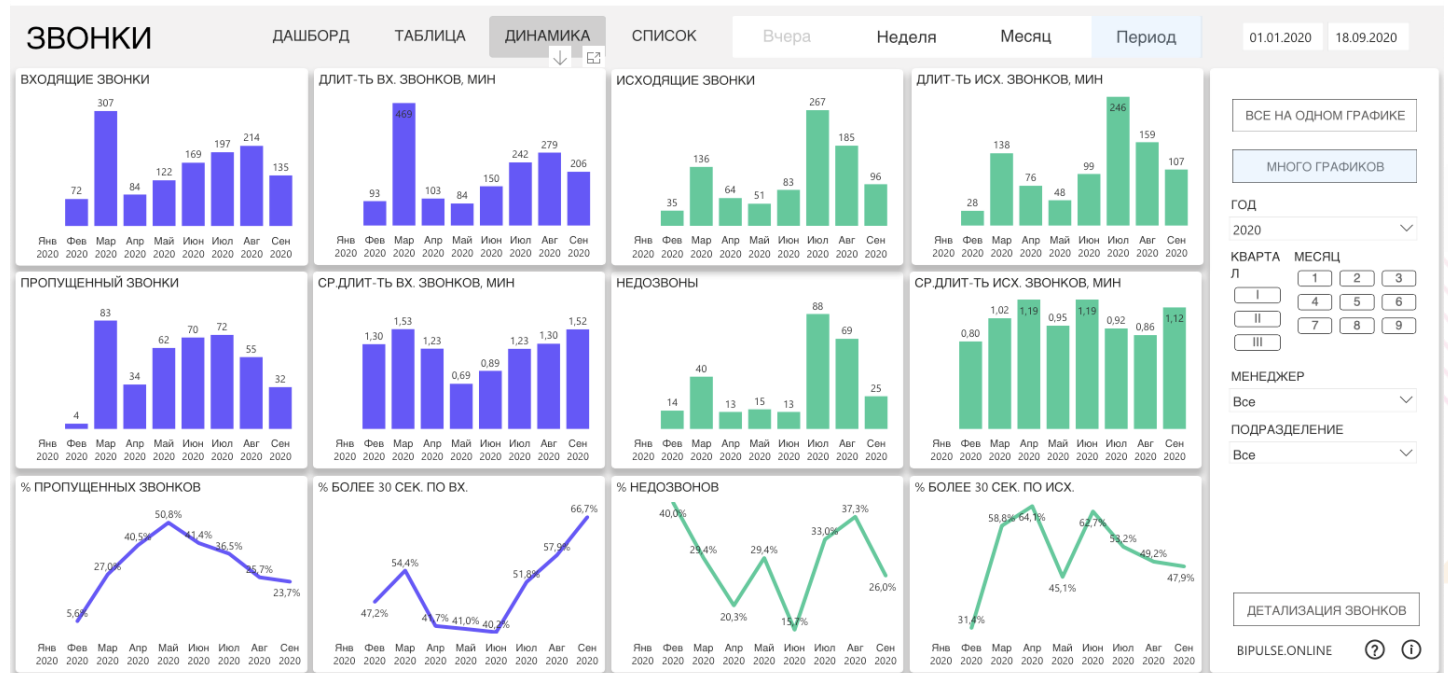 ЗВОНКИ
ДАШБОРД ТАБЛИЦА ДИНАМИКА СПИСОК Вчера Неделя Месяц Период 01.01.2020 18.09.2020
ВХОДЯЩИЕ ЗВОНКИ
307
214
197
169
122
135
84
72
Янв Фев Мар Апр Май Июн Июл Авг Сен
2020 2020 2020 2020 2020 2020 2020 2020 2020
ДЛИТ-ТЬ ВХ. ЗВОНКОВ, МИН
469
279
242
206
150
93 103 84
Янв Фев Мар Апр Май Июн Июл Авг Сен
2020 2020 2020 2020 2020 2020 2020 2020 2020
ИСХОДЯЩИЕ ЗВОНКИ
267
185
136
96
83
64
51
35
Янв Фев Мар Апр Май Июн Июл Авг Сен
2020 2020 2020 2020 2020 2020 2020 2020 2020
ДЛИТ-ТЬ ИСХ. ЗВОНКОВ, МИН
246
159
138
107
99
76
48
28
Янв Фев Мар Апр Май Июн Июл Авг Сен
2020 2020 2020 2020 2020 2020 2020 2020 2020
ПРОПУЩЕННЫЙ ЗВОНКИ
83
70 72
62
55
34 32
4
Янв Фев Мар Апр Май Июн Июл Авг Сен
2020 2020 2020 2020 2020 2020 2020 2020 2020
СР.ДЛИТ-ТЬ ВХ. ЗВОНКОВ, МИН
1,30 1,53 1,23 0,69 0,89 1,23 1,30 1,52
Янв Фев Мар Апр Май Июн Июл Авг Сен
2020 2020 2020 2020 2020 2020 2020 2020 2020
НЕДОЗВОНЫ
88
69
40
25
14 13 15 13
Янв Фев Мар Апр Май Июн Июл Авг Сен
2020 2020 2020 2020 2020 2020 2020 2020 2020
СР.ДЛИТ-ТЬ ИСХ. ЗВОНКОВ, МИН
0,80 1,02 1,19 0,95 1,19 0,92 0,86 1,12
Янв Фев Мар Апр Май Июн Июл Авг Сен
2020 2020 2020 2020 2020 2020 2020 2020 2020
% ПРОПУЩЕННЫХ ЗВОНКОВ
5,6% 27,0% 40,5% 50,8% 41,4% 36,5% 25,7% 23,7%
Янв Фев Мар Апр Май Июн Июл Авг Сен
2020 2020 2020 2020 2020 2020 2020 2020 2020
% БОЛЕЕ 30 СЕК. ПО ВХ.
47,2% 54,4% 41,7% 41,0% 40,2% 51,8% 57,9% 66,7%
Янв Фев Мар Апр Май Июн Июл Авг Сен
2020 2020 2020 2020 2020 2020 2020 2020 2020
% НЕДОЗВОНОВ
40,0% 29,4% 20,3% 29,4% 15,7% 33,0% 37,3% 26,0%
Янв Фев Мар Апр Май Июн Июл Авг Сен
2020 2020 2020 2020 2020 2020 2020 2020 2020
% БОЛЕЕ 30 СЕК. ПО ИСХ.
31,4% 58,8% 64,1% 45,1% 62,7% 53,2% 49,2% 47,9%
Янв Фев Мар Апр Май Июн Июл Авг Сен
2020 2020 2020 2020 2020 2020 2020 2020 2020
ВСЕ НА ОДНОМ ГРАФИКЕ
МНОГО ГРАФИКОВ
ГОД
2020
КВАРТА
Л
I
II
III
МЕСЯЦ
1 2 3
4 5 6
7 8 9
МЕНЕДЖЕР
Все
ПОДРАЗДЕЛЕНИЕ
Все
ДЕТАЛИЗАЦИЯ ЗВОНКОВ
BIPULSE.ONLINE ? i